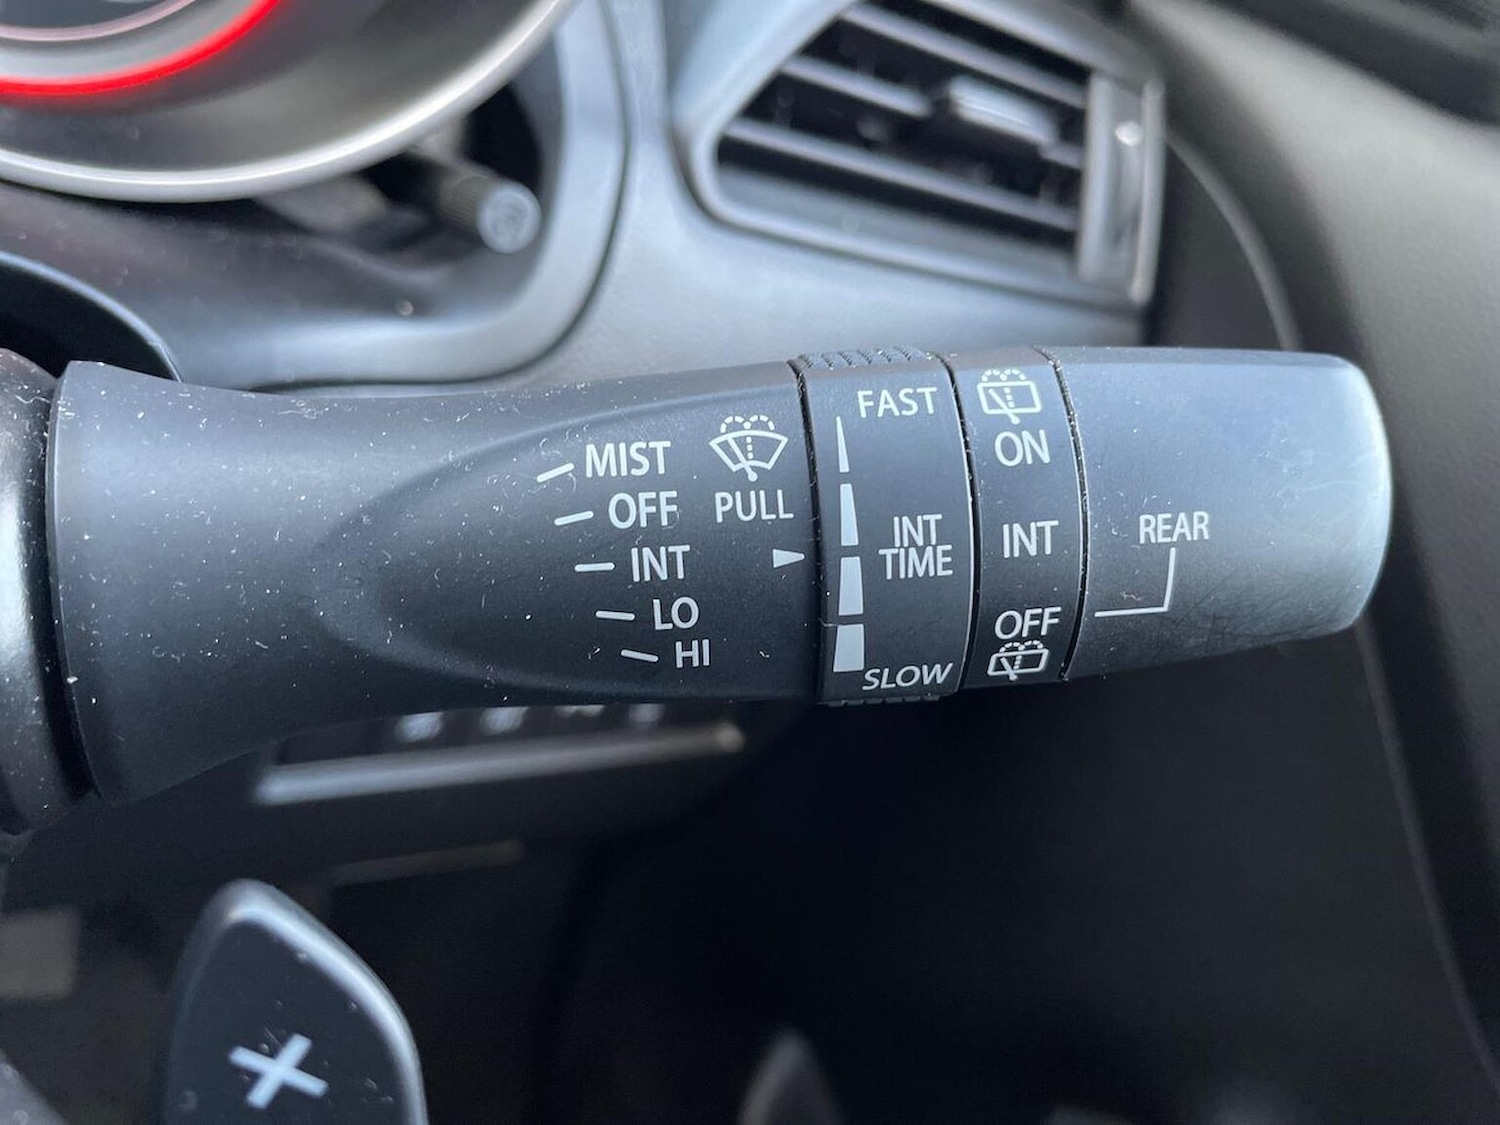 MIST
OFF
INT
LO
HI
PULL
FAST
INT
TIME
SLOW
ON
INT
OFF
REAR
+